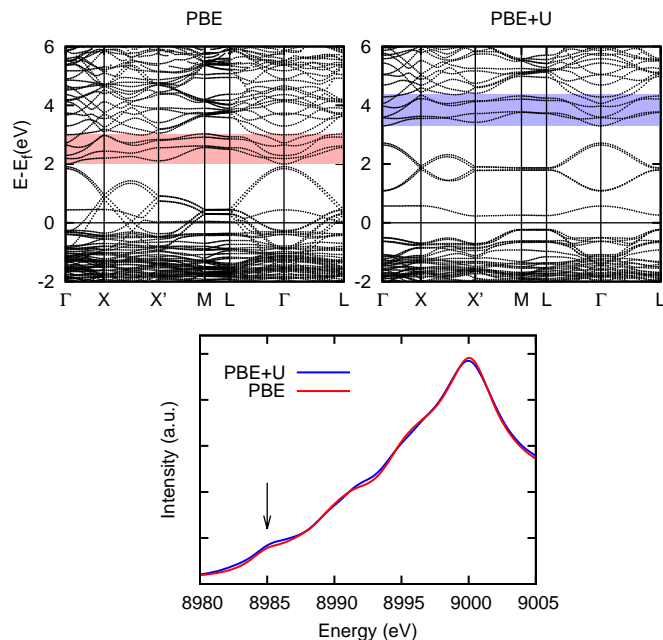 PBE
PBE+U
E-E_f(eV)
6
4
2
0
-2
Γ X X' M L Γ L
6
4
2
0
-2
Γ X X' M L Γ L
PBE+U
PBE
Intensity (a.u.)
8980 8985 8990 8995 9000 9005
Energy (eV)